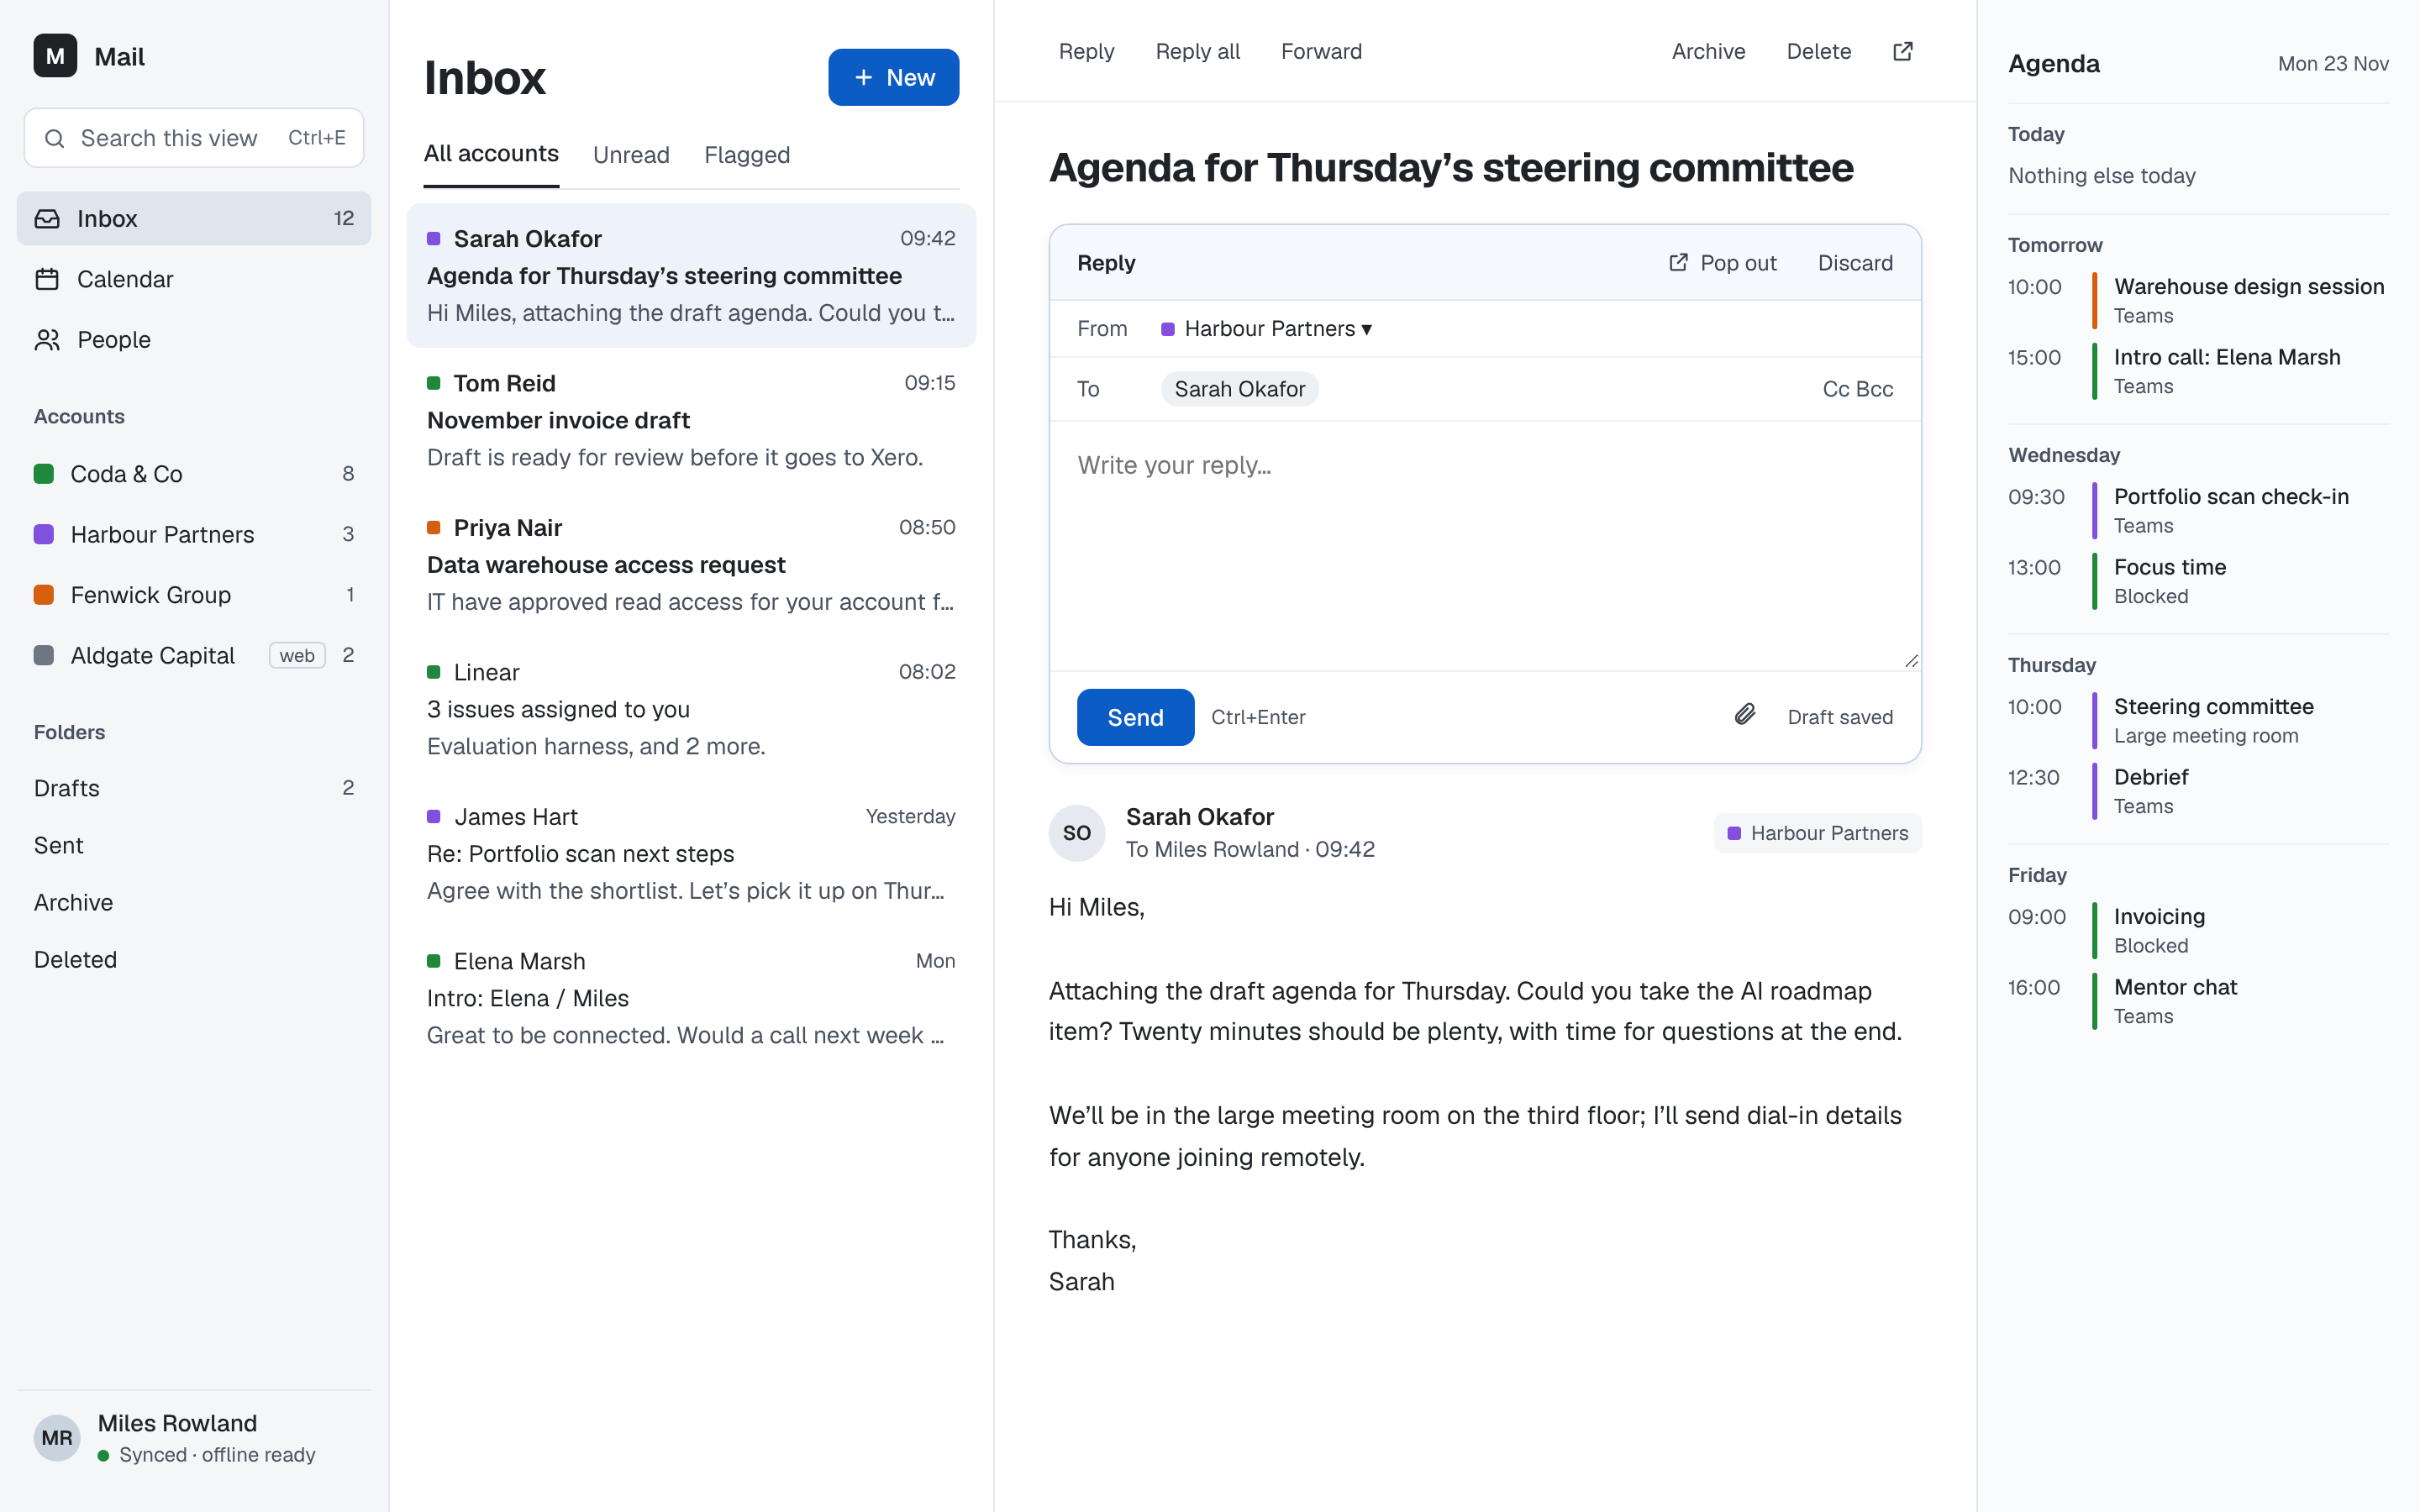 M Mail
Search this view Ctrl+E
Inbox 12
Calendar
People
Accounts
Coda & Co 8
Harbour Partners 3
Fenwick Group 1
Aldgate Capital web 2
Folders
Drafts 2
Sent
Archive
Deleted
MR Miles Rowland
Synced · offline ready
Inbox
+ New
All accounts Unread Flagged
Sarah Okafor 09:42
Agenda for Thursday’s steering committee
Hi Miles, attaching the draft agenda. Could you t…
Tom Reid 09:15
November invoice draft
Draft is ready for review before it goes to Xero.
Priya Nair 08:50
Data warehouse access request
IT have approved read access for your account f…
Linear 08:02
3 issues assigned to you
Evaluation harness, and 2 more.
James Hart Yesterday
Re: Portfolio scan next steps
Agree with the shortlist. Let’s pick it up on Thur…
Elena Marsh Mon
Intro: Elena / Miles
Great to be connected. Would a call next week …
Reply Reply all Forward Archive Delete
Agenda for Thursday’s steering committee
Reply Pop out Discard
From Harbour Partners ▾
To Sarah Okafor Cc Bcc
Write your reply…
Send Ctrl+Enter Draft saved
SO Sarah Okafor
To Miles Rowland · 09:42
Harbour Partners
Hi Miles,
Attaching the draft agenda for Thursday. Could you take the AI roadmap
item? Twenty minutes should be plenty, with time for questions at the end.
We’ll be in the large meeting room on the third floor; I’ll send dial-in details
for anyone joining remotely.
Thanks,
Sarah
Agenda Mon 23 Nov
Today
Nothing else today
Tomorrow
10:00 Warehouse design session
Teams
15:00 Intro call: Elena Marsh
Teams
Wednesday
09:30 Portfolio scan check-in
Teams
13:00 Focus time
Blocked
Thursday
10:00 Steering committee
Large meeting room
12:30 Debrief
Teams
Friday
09:00 Invoicing
Blocked
16:00 Mentor chat
Teams